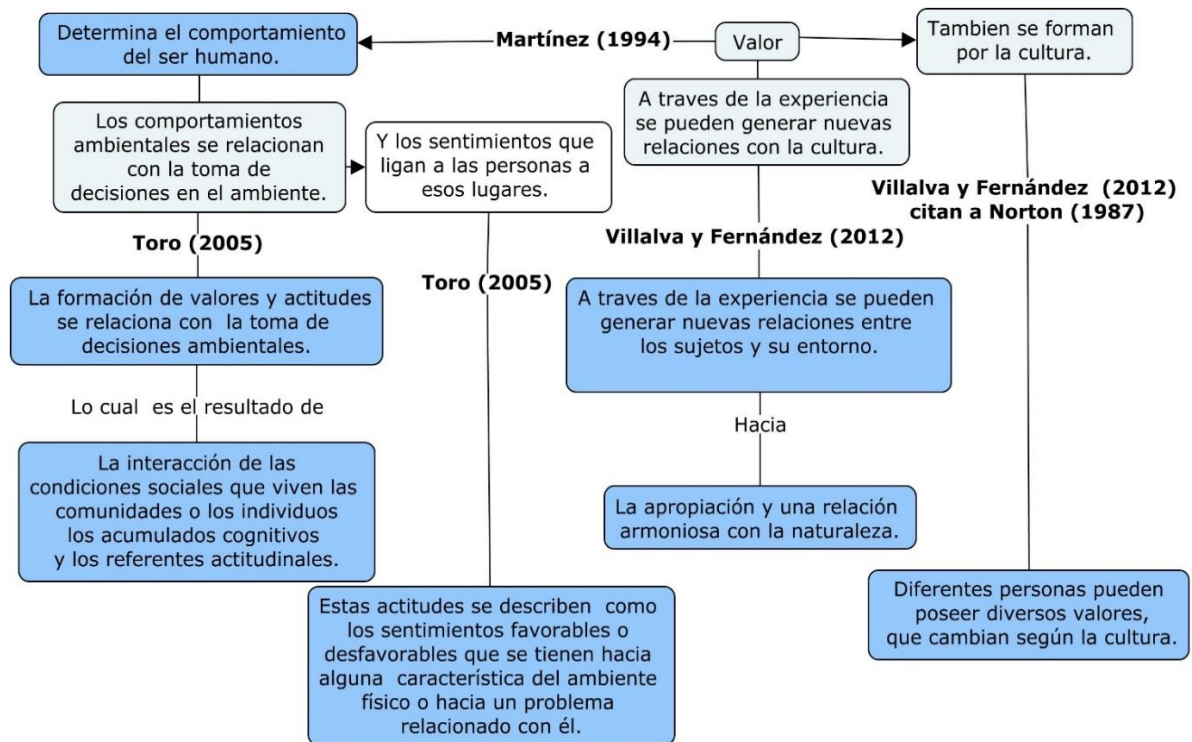 Determina el comportamiento
del ser humano.
Martínez (1994)
Valor
Tambien se forman
por la cultura.
Los comportamientos
ambientales se relacionan
con la toma de
decisiones en el ambiente.
Y los sentimientos que
ligan a las personas a
esos lugares.
A traves de la experiencia
se pueden generar nuevas
relaciones con la cultura.
Villalva y Fernández (2012)
citan a Norton (1987)
Toro (2005)
Villalva y Fernández (2012)
Toro (2005)
La formación de valores y actitudes
se relaciona con la toma de
decisiones ambientales.
A traves de la experiencia se pueden
generar nuevas relaciones entre
los sujetos y su entorno.
Lo cual es el resultado de
Hacia
La interacción de las
condiciones sociales que viven las
comunidades o los individuos
los acumulados cognitivos
y los referentes actitudinales.
La apropiación y una relación
armoniosa con la naturaleza.
Estas actitudes se describen como
los sentimientos favorables o
desfavorables que se tienen hacia
alguna característica del ambiente
físico o hacia un problema
relacionado con él.
Diferentes personas pueden
poseer diversos valores,
que cambian según la cultura.